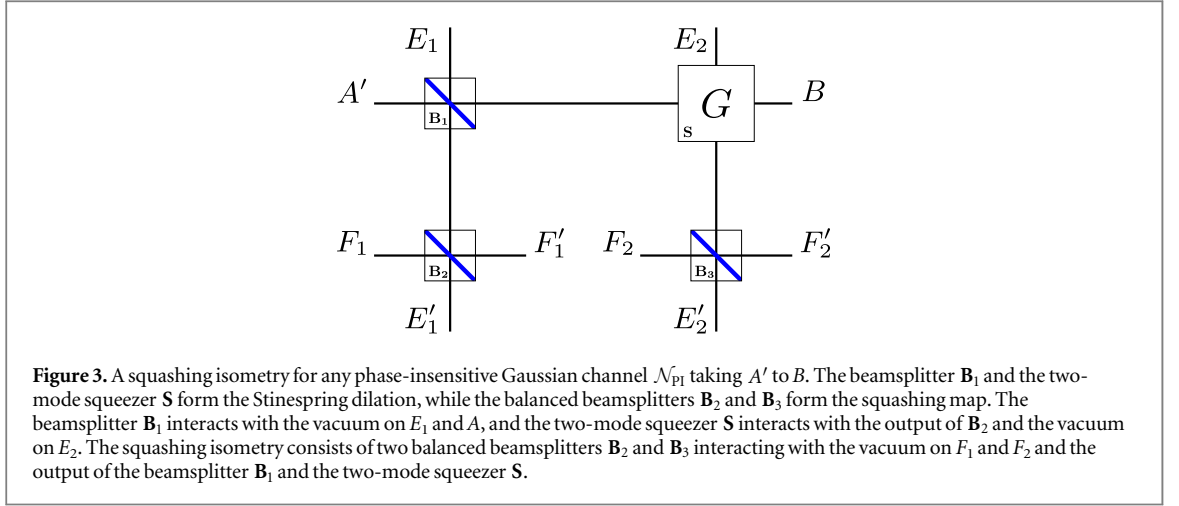 E₁ E₂
A′ B₁ G S B
F₁ B₂ F₁′ F₂ B₃ F₂′
E₁′ E₂′
Figure 3. A squashing isometry for any phase-insensitive Gaussian channel 𝒩PI taking A′ to B. The beamsplitter B₁ and the two-
mode squeezer S form the Stinespring dilation, while the balanced beamsplitters B₂ and B₃ form the squashing map. The
beamsplitter B₁ interacts with the vacuum on E₁ and A, and the two-mode squeezer S interacts with the output of B₂ and the vacuum
on E₂. The squashing isometry consists of two balanced beamsplitters B₂ and B₃ interacting with the vacuum on F₁ and F₂ and the
output of the beamsplitter B₁ and the two-mode squeezer S.